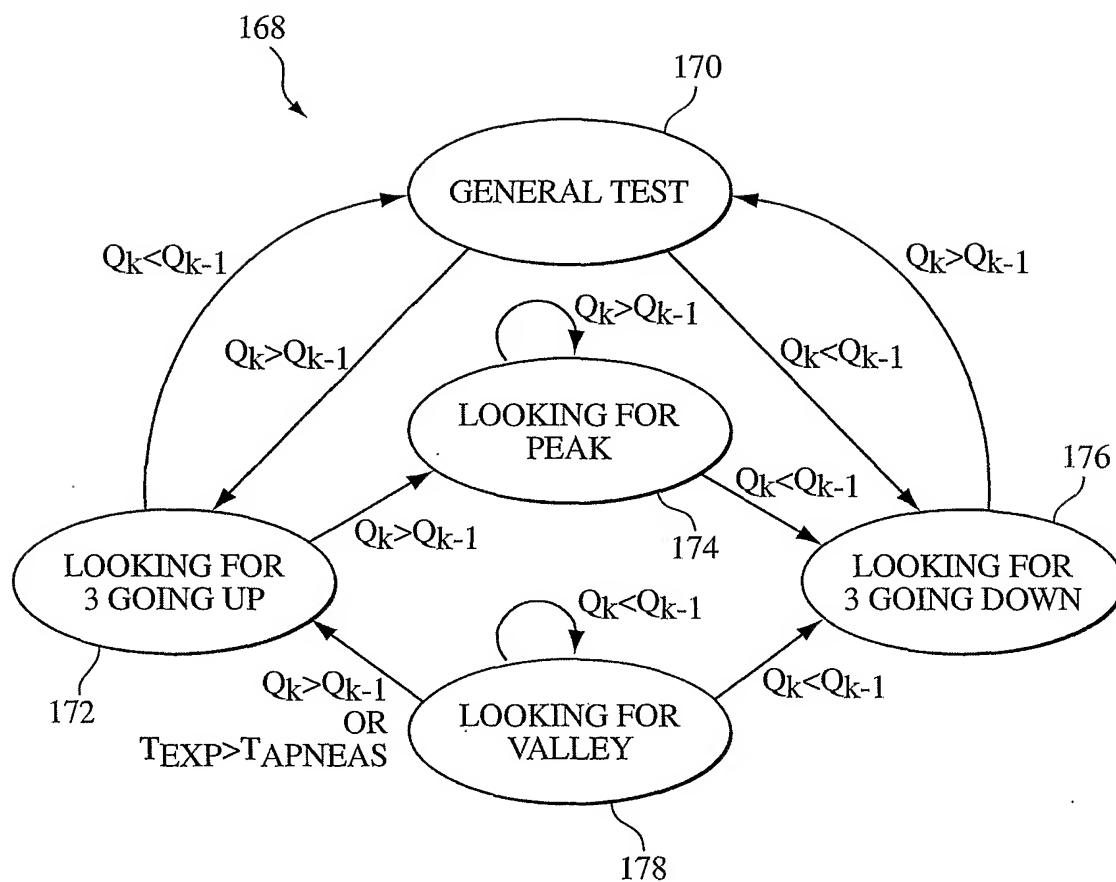 168
170
GENERAL TEST
Qk<Qk-1
Qk>Qk-1
Qk>Qk-1
Qk>Qk-1
Qk<Qk-1
LOOKING FOR
PEAK
176
Qk<Qk-1
Qk>Qk-1
174
LOOKING FOR
3 GOING UP
LOOKING FOR
3 GOING DOWN
Qk<Qk-1
172
Qk>Qk-1
OR
TEXP>TAPNEAS
Qk<Qk-1
LOOKING FOR
VALLEY
178